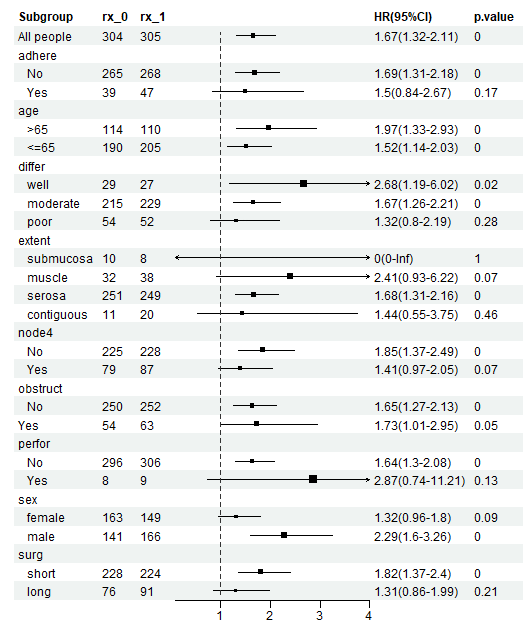 Subgroup rx_0 rx_1 HR(95%CI) p.value
All people 304 305 1.67(1.32-2.11) 0
adhere
No 265 268 1.69(1.31-2.18) 0
Yes 39 47 1.5(0.84-2.67) 0.17
age
>65 114 110 1.97(1.33-2.93) 0
<=65 190 205 1.52(1.14-2.03) 0
differ
well 29 27 2.68(1.19-6.02) 0.02
moderate 215 229 1.67(1.26-2.21) 0
poor 54 52 1.32(0.8-2.19) 0.28
extent
submucosa 10 8 0(0-Inf) 1
muscle 32 38 2.41(0.93-6.22) 0.07
serosa 251 249 1.68(1.31-2.16) 0
contiguous 11 20 1.44(0.55-3.75) 0.46
node4
No 225 228 1.85(1.37-2.49) 0
Yes 79 87 1.41(0.97-2.05) 0.07
obstruct
No 250 252 1.65(1.27-2.13) 0
Yes 54 63 1.73(1.01-2.95) 0.05
perfor
No 296 306 1.64(1.3-2.08) 0
Yes 8 9 2.87(0.74-11.21) 0.13
sex
female 163 149 1.32(0.96-1.8) 0.09
male 141 166 2.29(1.6-3.26) 0
surg
short 228 224 1.82(1.37-2.4) 0
long 76 91 1.31(0.86-1.99) 0.21
1 2 3 4